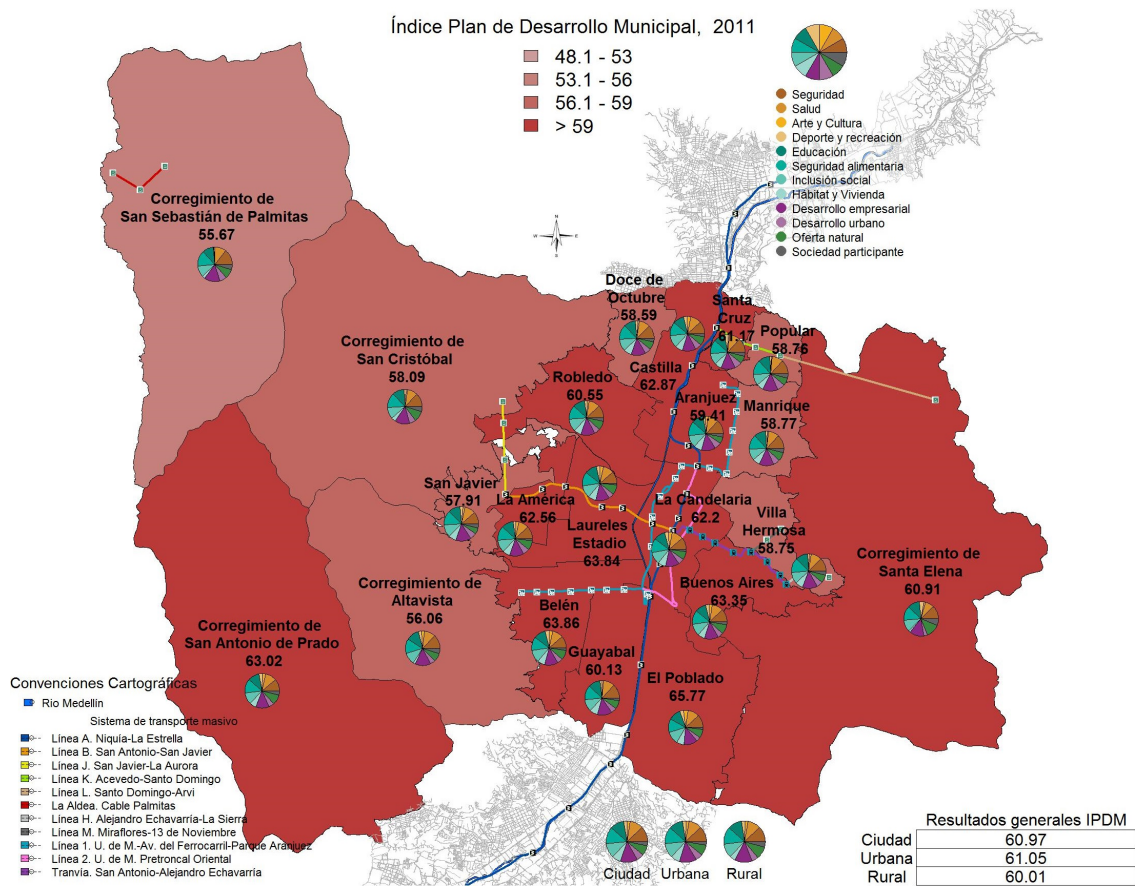 Índice Plan de Desarrollo Municipal, 2011
48.1 - 53
53.1 - 56
56.1 - 59
> 59
Seguridad
Salud
Arte y Cultura
Deporte y recreación
Educación
Seguridad alimentaria
Inclusión social
Hábitat y Vivienda
Desarrollo empresarial
Desarrollo urbano
Oferta natural
Sociedad participante
N
W
E
S
Corregimiento de
San Sebastián de Palmitas
55.67
Doce de
Octubre
58.59
Santa
Cruz
61.17
Popular
58.76
Corregimiento de
San Cristóbal
58.09
Castilla
62.87
Robledo
60.55
Aranjuez
59.41
Manrique
58.77
San Javier
57.91
La América
62.56
Laureles
Estadio
63.84
La Candelaria
62.2
Villa
Hermosa
58.75
Corregimiento de
Santa Elena
60.91
Corregimiento de
Altavista
56.06
Buenos Aires
63.35
Belén
63.86
Corregimiento de
San Antonio de Prado
63.02
Guayabal
60.13
El Poblado
65.77
Convenciones Cartográficas
Rio Medellín
Sistema de transporte masivo
Línea A. Niquía-La Estrella
Línea B. San Antonio-San Javier
Línea J. San Javier-La Aurora
Línea K. Acevedo-Santo Domingo
Línea L. Santo Domingo-Arvi
La Aldea. Cable Palmitas
Línea H. Alejandro Echavarría-La Sierra
Línea M. Miraflores-13 de Noviembre
Línea 1. U. de M.-Av. del Ferrocarril-Parque Aranjuez
Línea 2. U. de M. Pretroncal Oriental
Tranvía. San Antonio-Alejandro Echavarría
Ciudad
Urbana
Rural
Resultados generales IPDM
Ciudad 60.97
Urbana 61.05
Rural 60.01